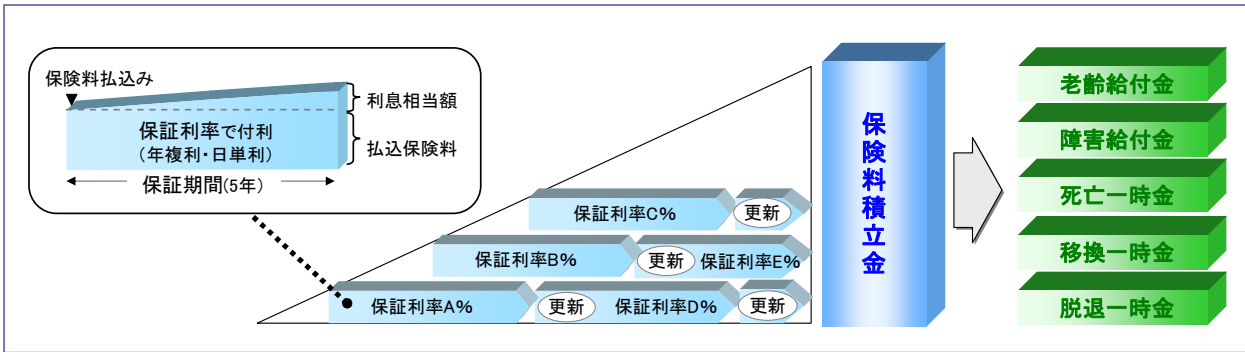 保険料払込み
利息相当額
保証利率で付利
(年複利・日単利)
払込保険料
保証期間(5年)
保証利率C%
更新
保証利率B%
更新
保証利率E%
保証利率A%
更新
保証利率D%
更新
保険料積立金
老齢給付金
障害給付金
死亡一時金
移換一時金
脱退一時金